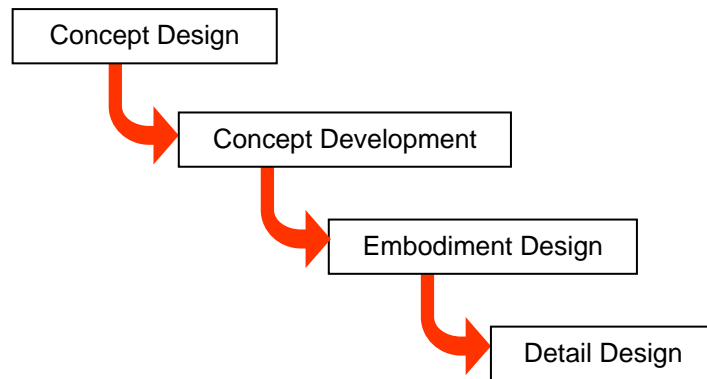 Concept Design
Concept Development
Embodiment Design
Detail Design